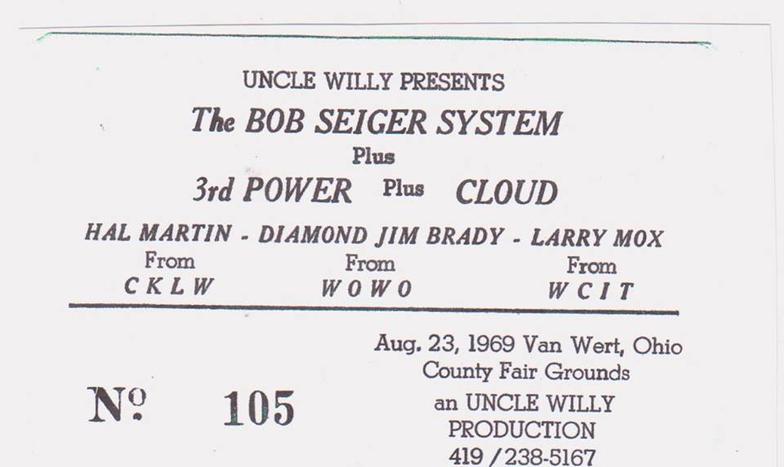 UNCLE WILLY PRESENTS
The BOB SEIGER SYSTEM
Plus
3rd POWER Plus CLOUD
HAL MARTIN - DIAMOND JIM BRADY - LARRY MOX
From From From
CKLW WOWO WCIT
Aug. 23, 1969 Van Wert, Ohio
County Fair Grounds
Nº 105
an UNCLE WILLY
PRODUCTION
419/238-5167